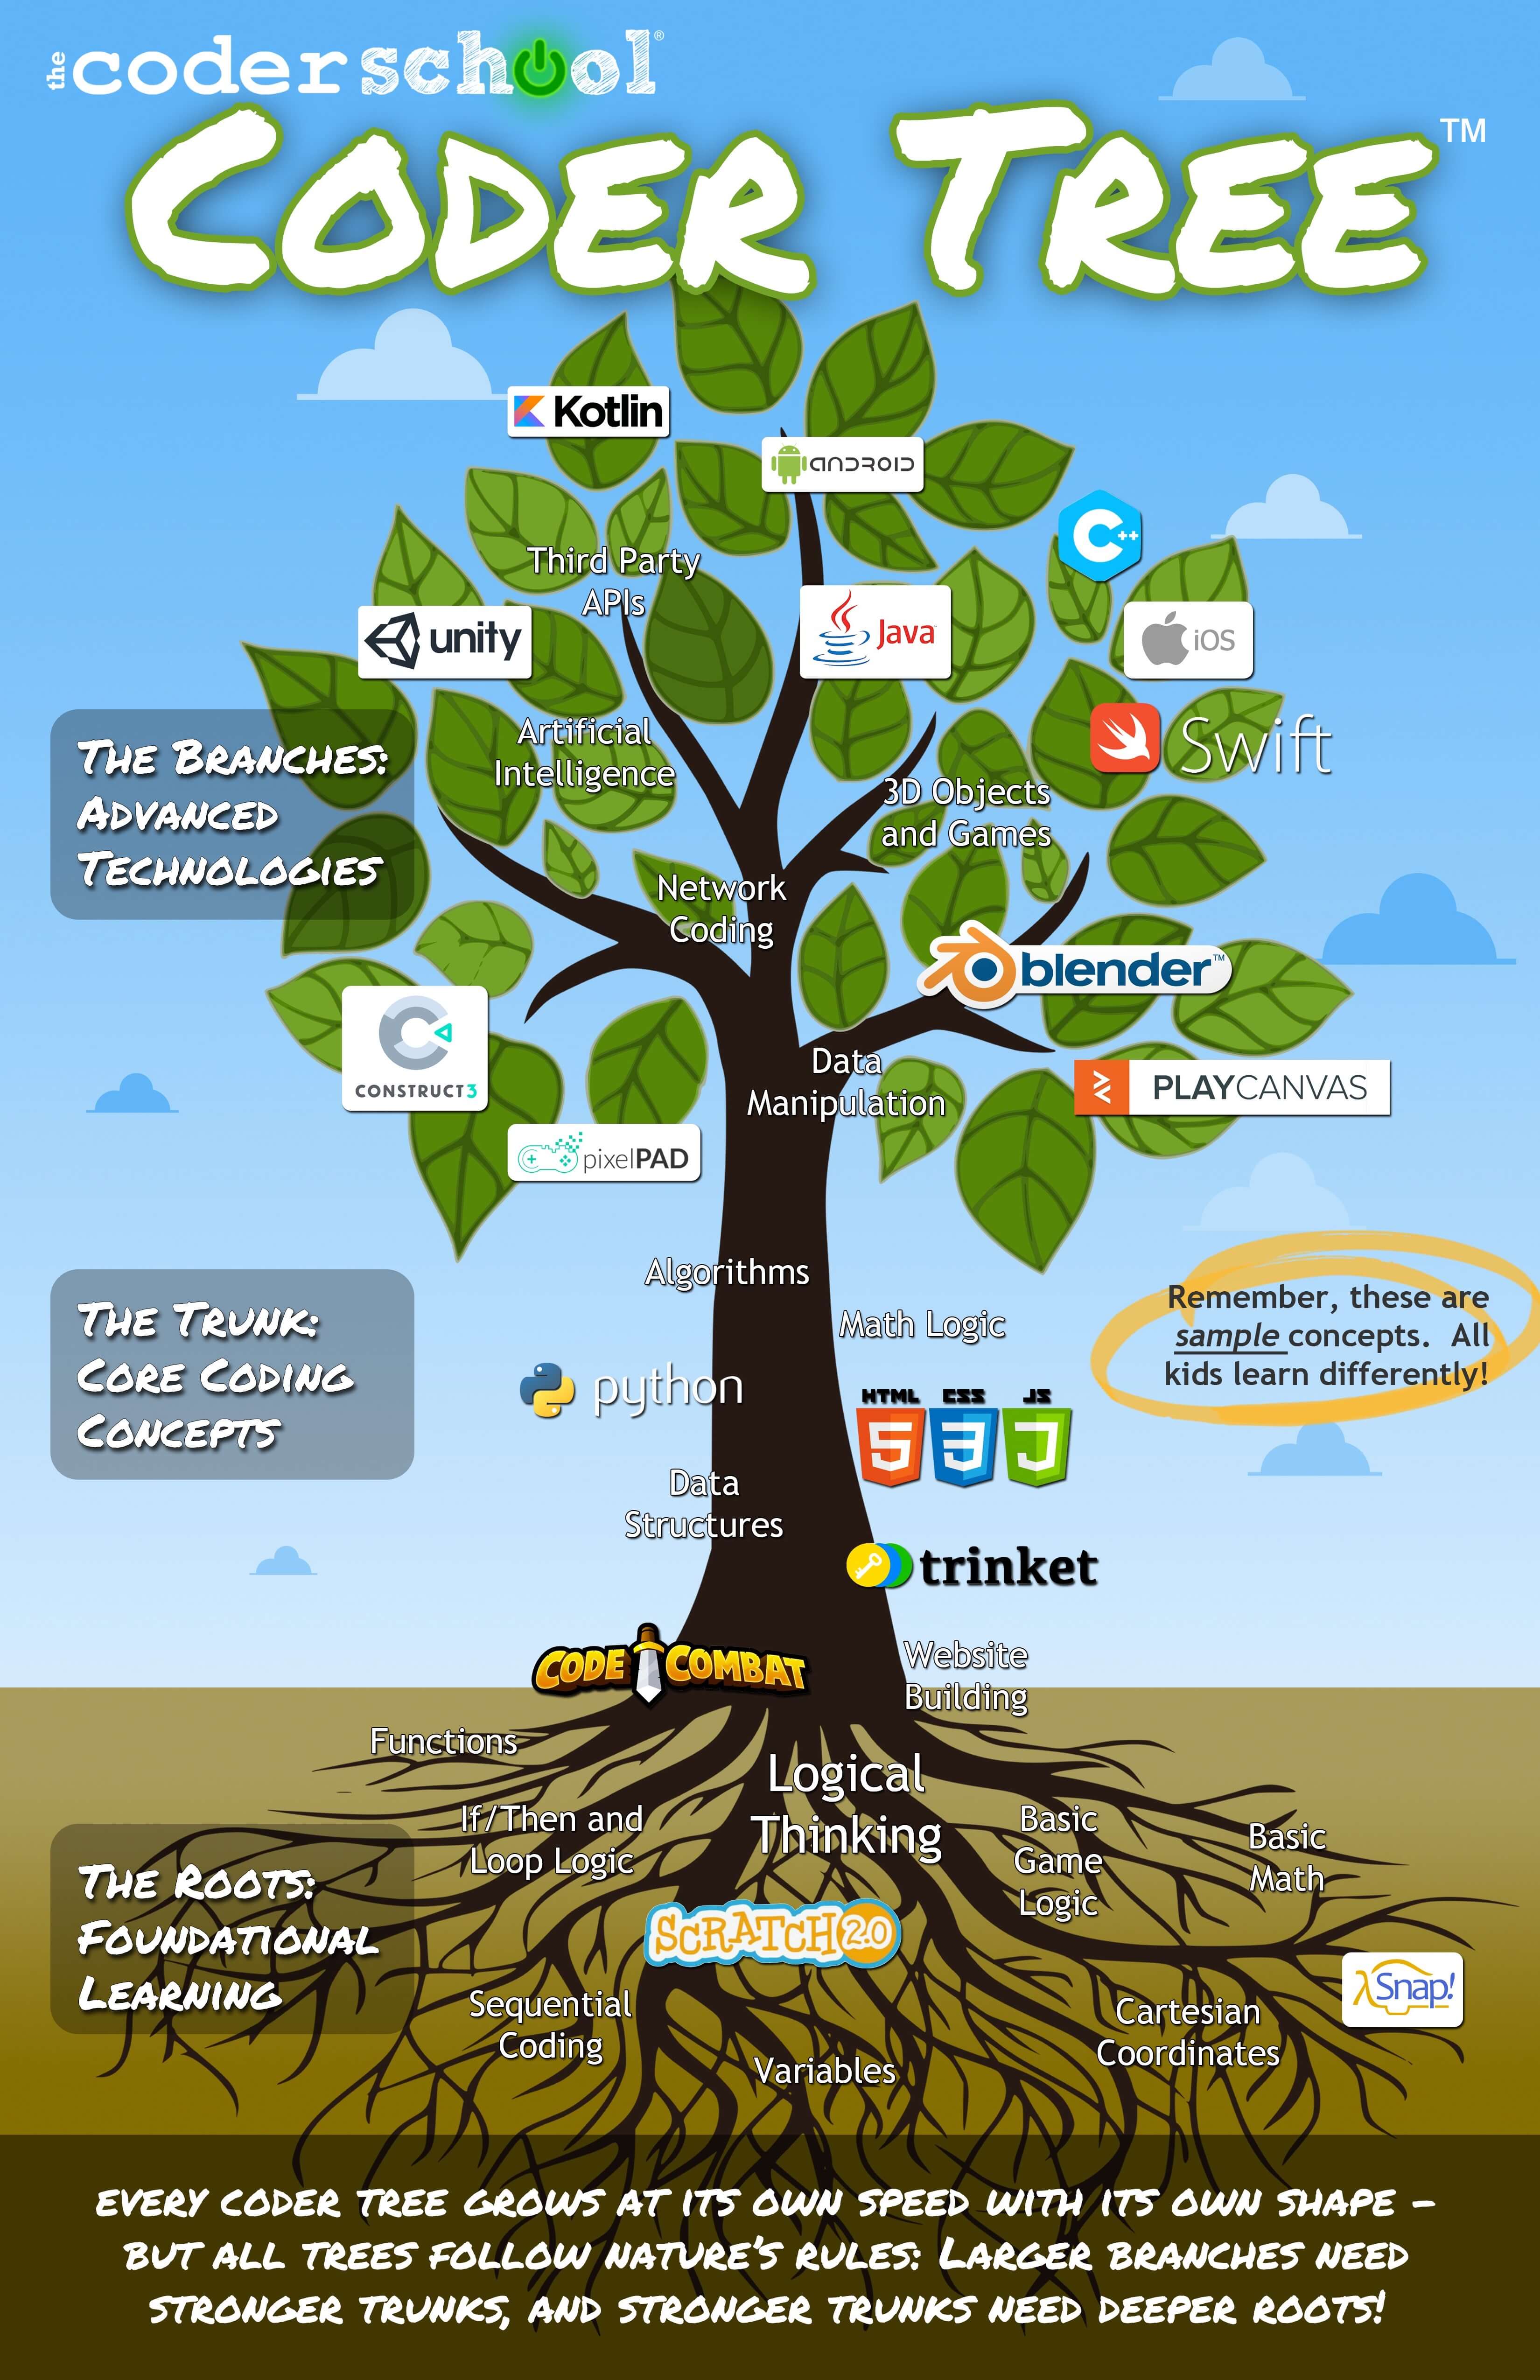 the coder school®
CODER TREE™
Kotlin
ANDROID
C++
Third Party
APIs
unity
Java
iOS
Swift
THE BRANCHES:
ADVANCED
TECHNOLOGIES
Artificial
Intelligence
3D Objects
and Games
Network
Coding
blender™
CONSTRUCT3
Data
Manipulation
PLAYCANVAS
pixelPAD
Algorithms
THE TRUNK:
CORE CODING
CONCEPTS
Math Logic
Remember, these are
sample concepts. All
kids learn differently!
python
HTML CSS JS
5 3 J
Data
Structures
trinket
CODE COMBAT
Website
Building
Functions
Logical
Thinking
If/Then and
Loop Logic
Basic
Game
Logic
Basic
Math
THE ROOTS:
FOUNDATIONAL
LEARNING
SCRATCH 2.0
λSnap!
Sequential
Coding
Cartesian
Coordinates
Variables
EVERY CODER TREE GROWS AT ITS OWN SPEED WITH ITS OWN SHAPE –
BUT ALL TREES FOLLOW NATURE'S RULES: LARGER BRANCHES NEED
STRONGER TRUNKS, AND STRONGER TRUNKS NEED DEEPER ROOTS!